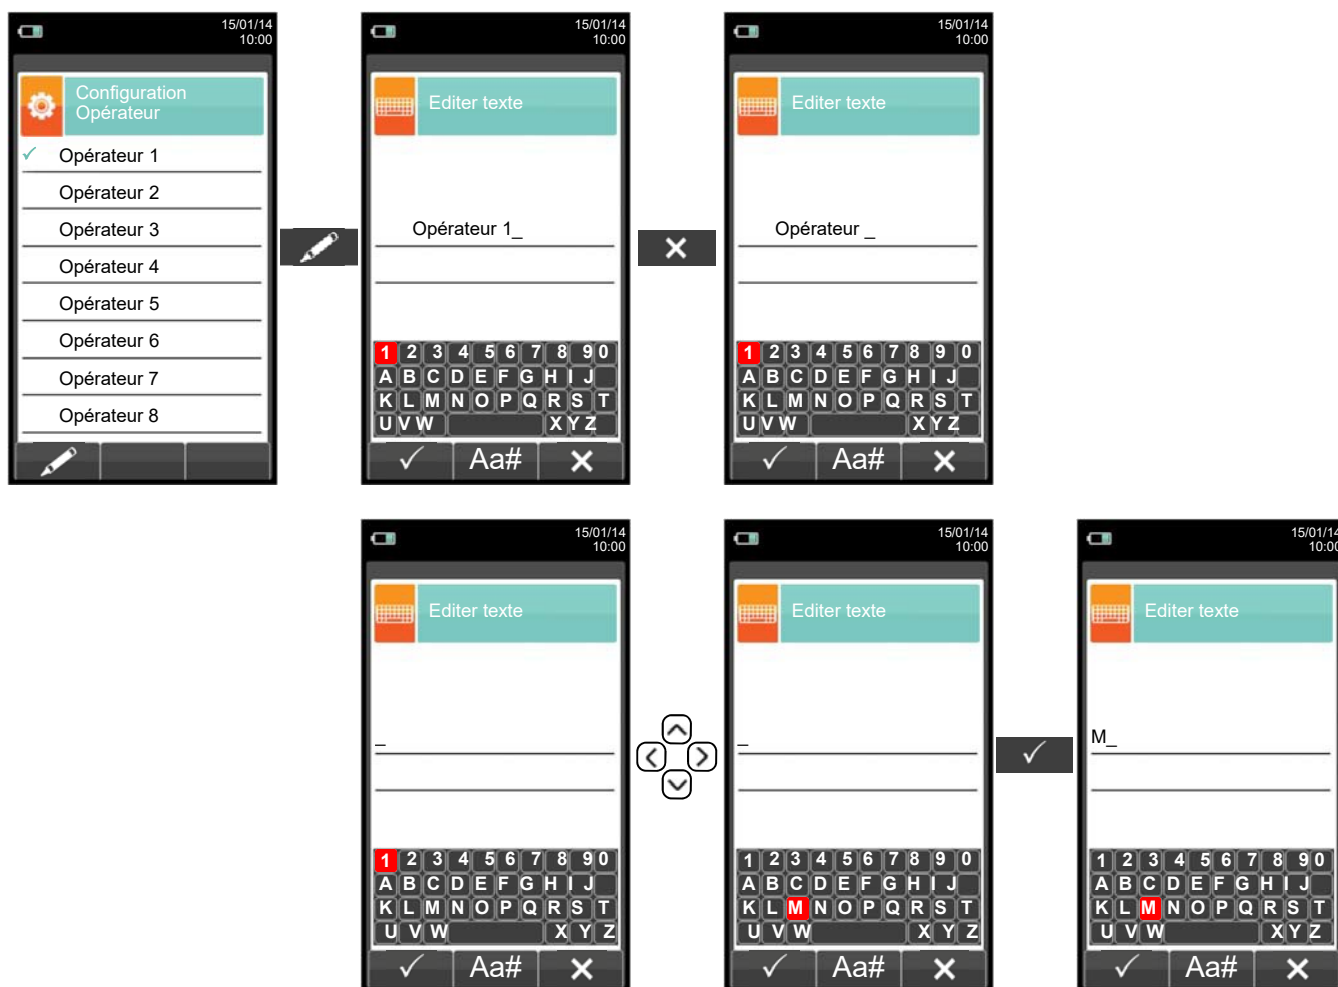 15/01/14
10:00
Configuration
Opérateur
Opérateur 1
Opérateur 2
Opérateur 3
Opérateur 4
Opérateur 5
Opérateur 6
Opérateur 7
Opérateur 8
15/01/14
10:00
Editer texte
Opérateur 1_
1 2 3 4 5 6 7 8 9 0
A B C D E F G H I J
K L M N O P Q R S T
U V W X Y Z
Aa#
15/01/14
10:00
Editer texte
Opérateur _
1 2 3 4 5 6 7 8 9 0
A B C D E F G H I J
K L M N O P Q R S T
U V W X Y Z
Aa#
15/01/14
10:00
Editer texte
_
1 2 3 4 5 6 7 8 9 0
A B C D E F G H I J
K L M N O P Q R S T
U V W X Y Z
Aa#
15/01/14
10:00
Editer texte
_
1 2 3 4 5 6 7 8 9 0
A B C D E F G H I J
K L M N O P Q R S T
U V W X Y Z
Aa#
15/01/14
10:00
Editer texte
M_
1 2 3 4 5 6 7 8 9 0
A B C D E F G H I J
K L M N O P Q R S T
U V W X Y Z
Aa#